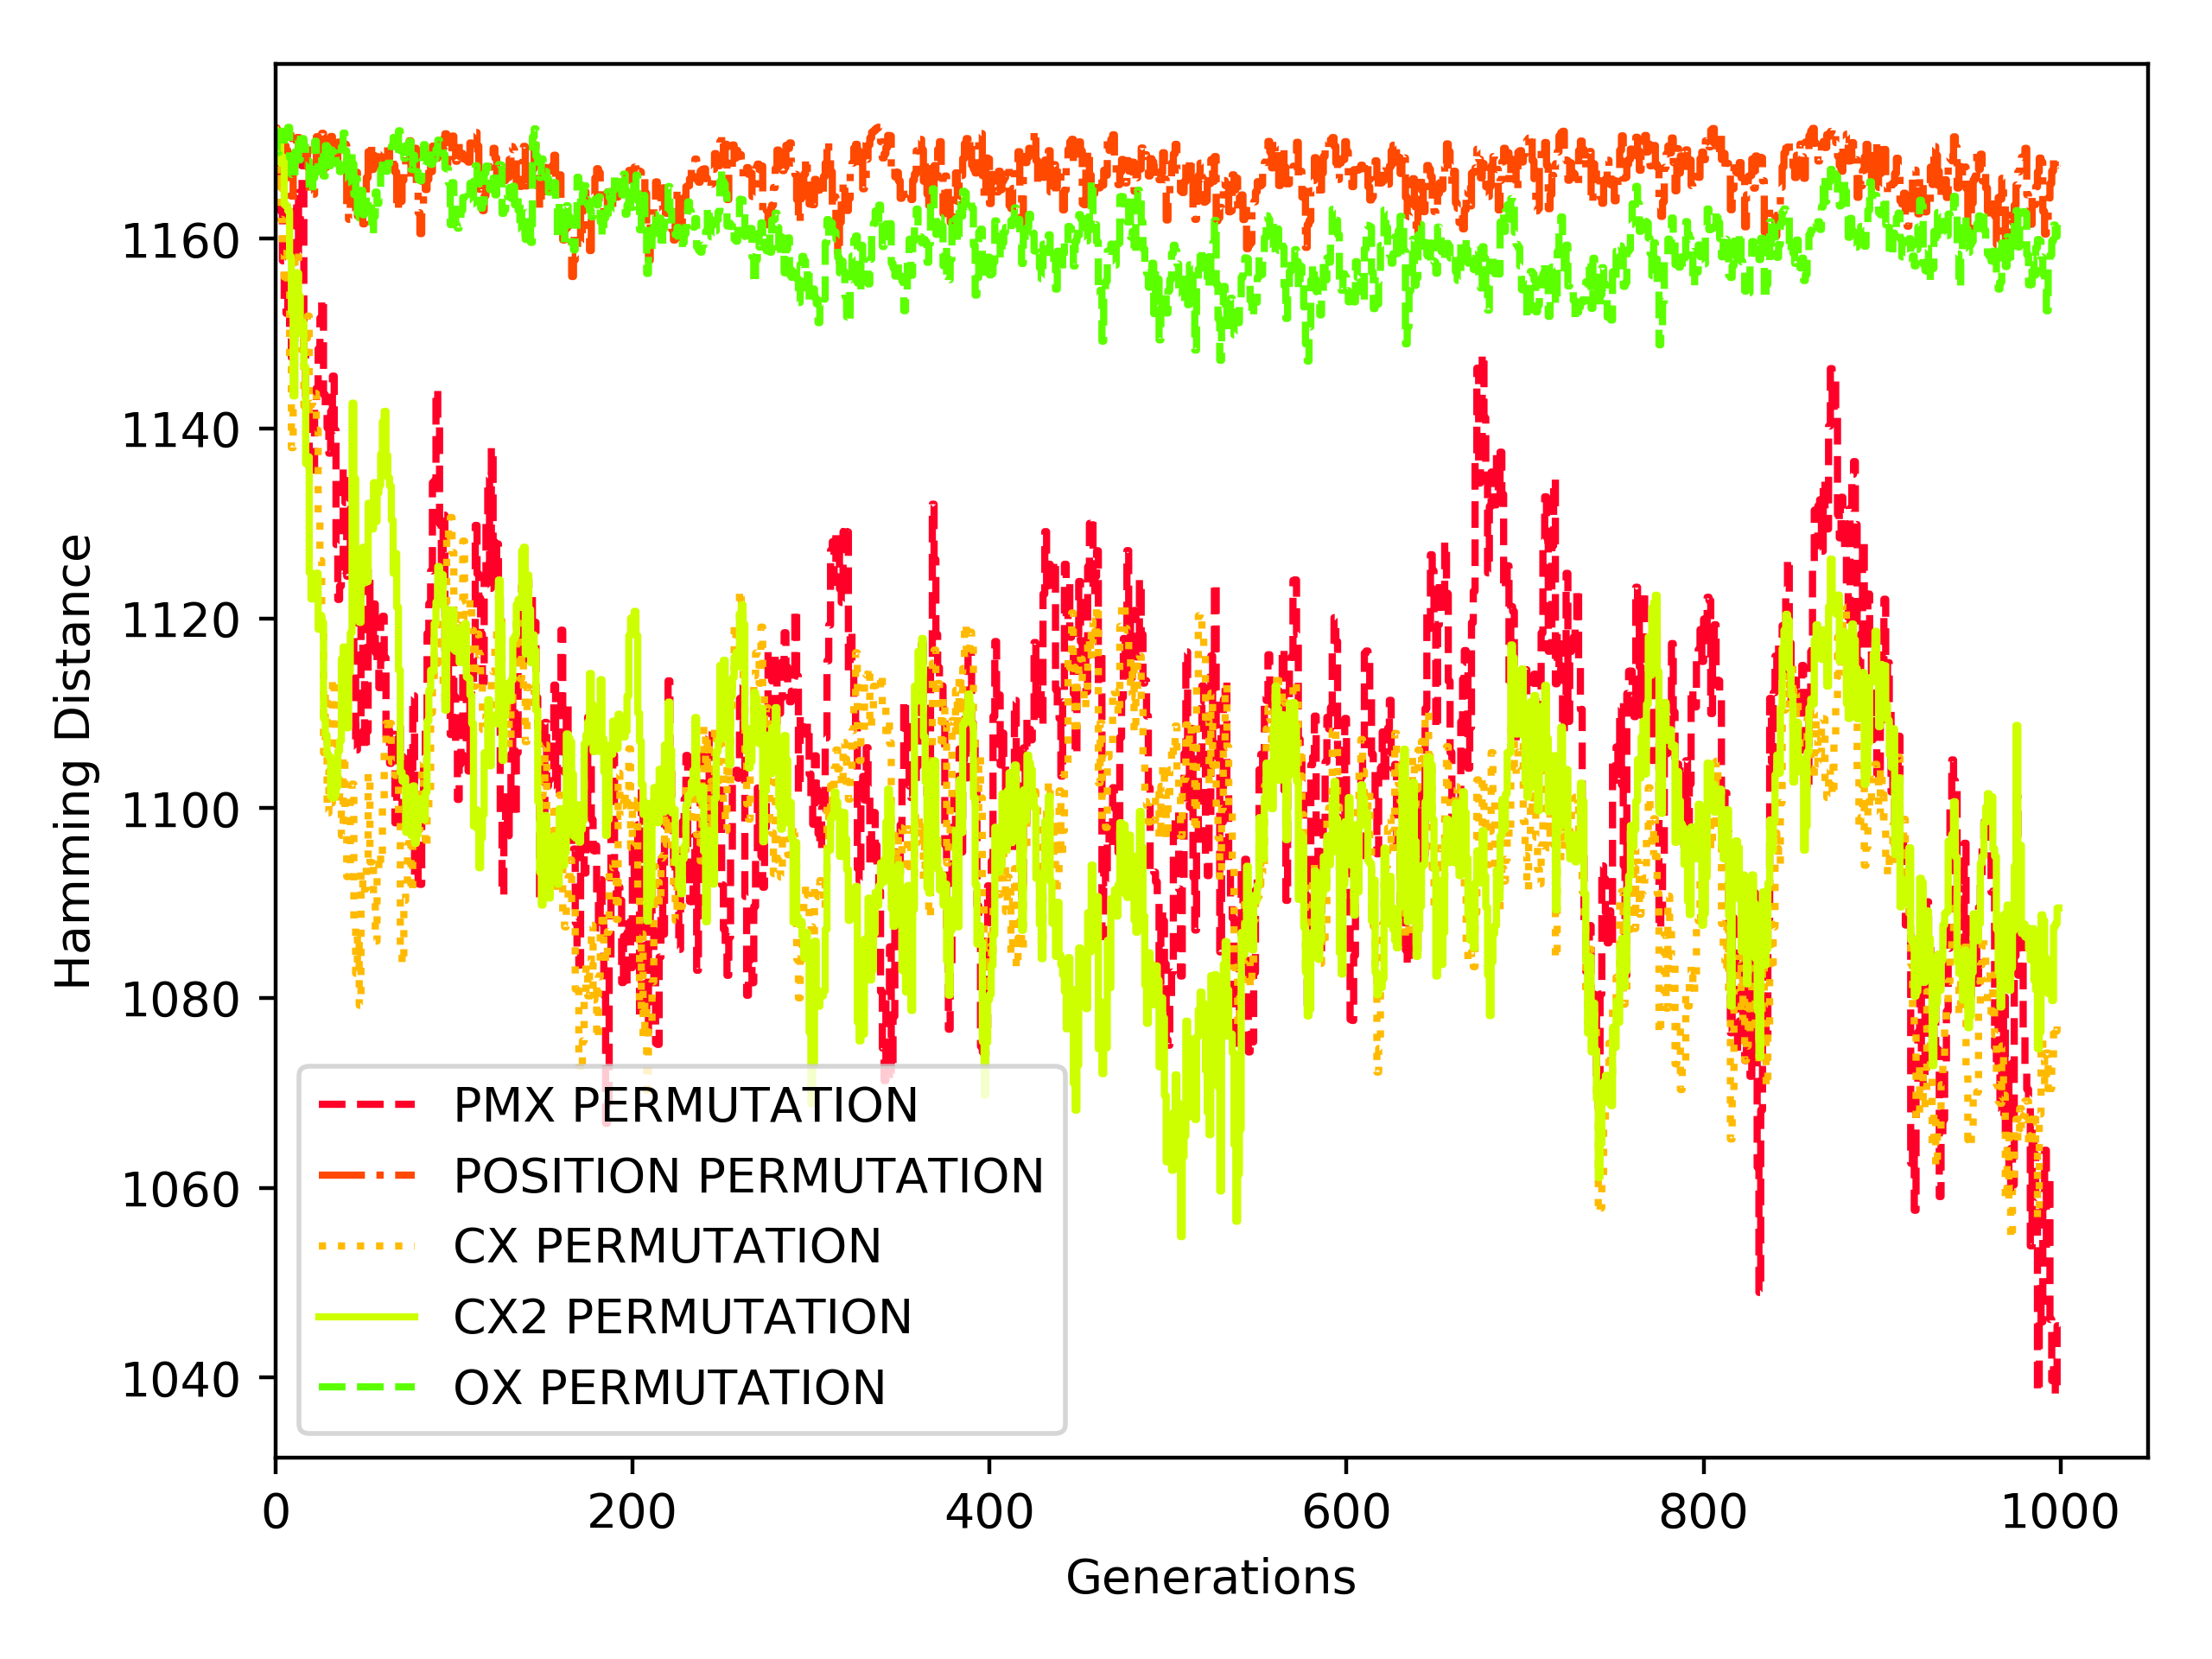 1160
1140
1120
1100
1080
1060
1040
Hamming Distance
PMX PERMUTATION
POSITION PERMUTATION
CX PERMUTATION
CX2 PERMUTATION
OX PERMUTATION
0 200 400 600 800 1000
Generations